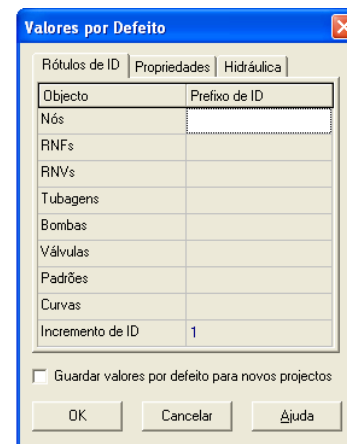 Valores por Defeito
Rótulos de ID Propriedades Hidráulica
Objecto Prefixo de ID
Nós
RNFs
RNVs
Tubagens
Bombas
Válvulas
Padrões
Curvas
Incremento de ID 1
Guardar valores por defeito para novos projectos
OK Cancelar Ajuda